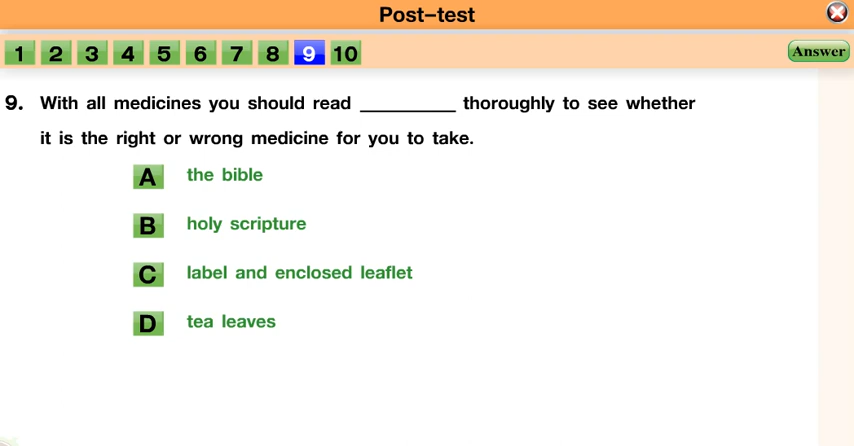 Post-test
1 2 3 4 5 6 7 8 9 10 Answer
9. With all medicines you should read __________ thoroughly to see whether
it is the right or wrong medicine for you to take.
A the bible
B holy scripture
C label and enclosed leaflet
D tea leaves